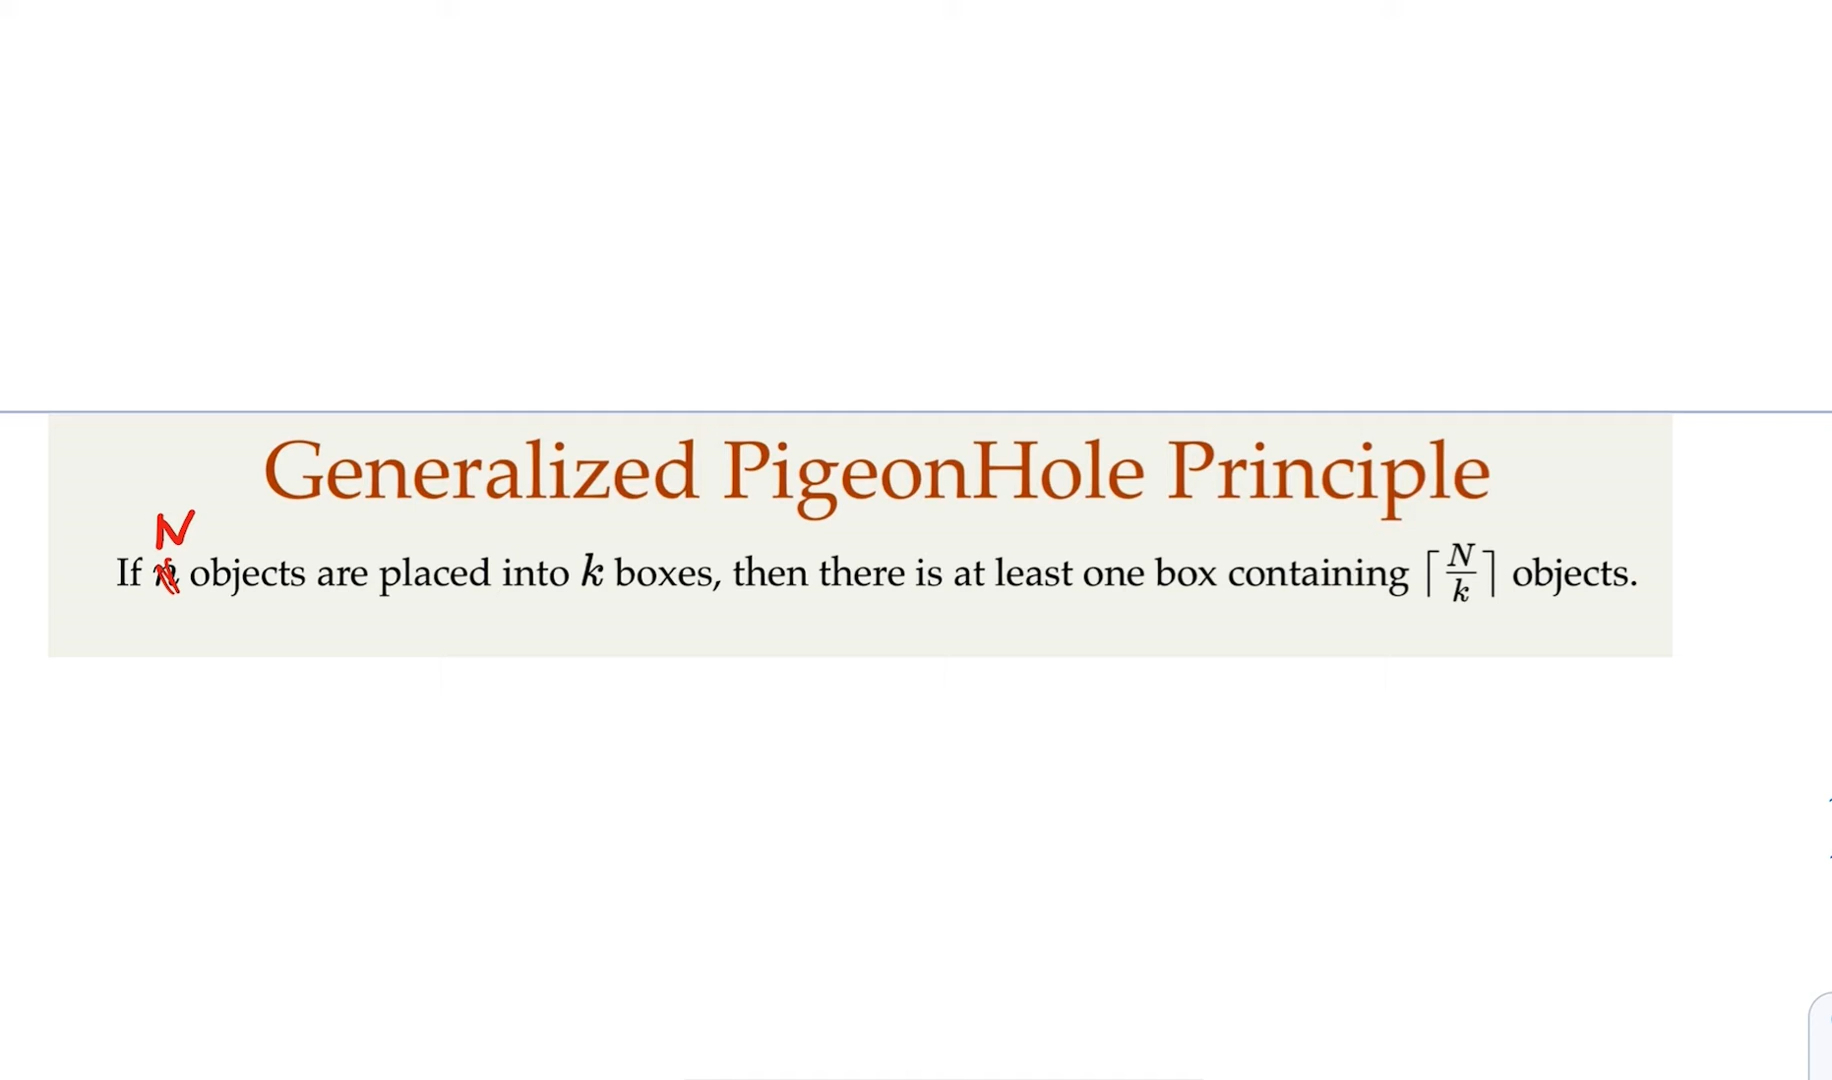 Generalized PigeonHole Principle
N
If n objects are placed into k boxes, then there is at least one box containing ⌈N/k⌉ objects.